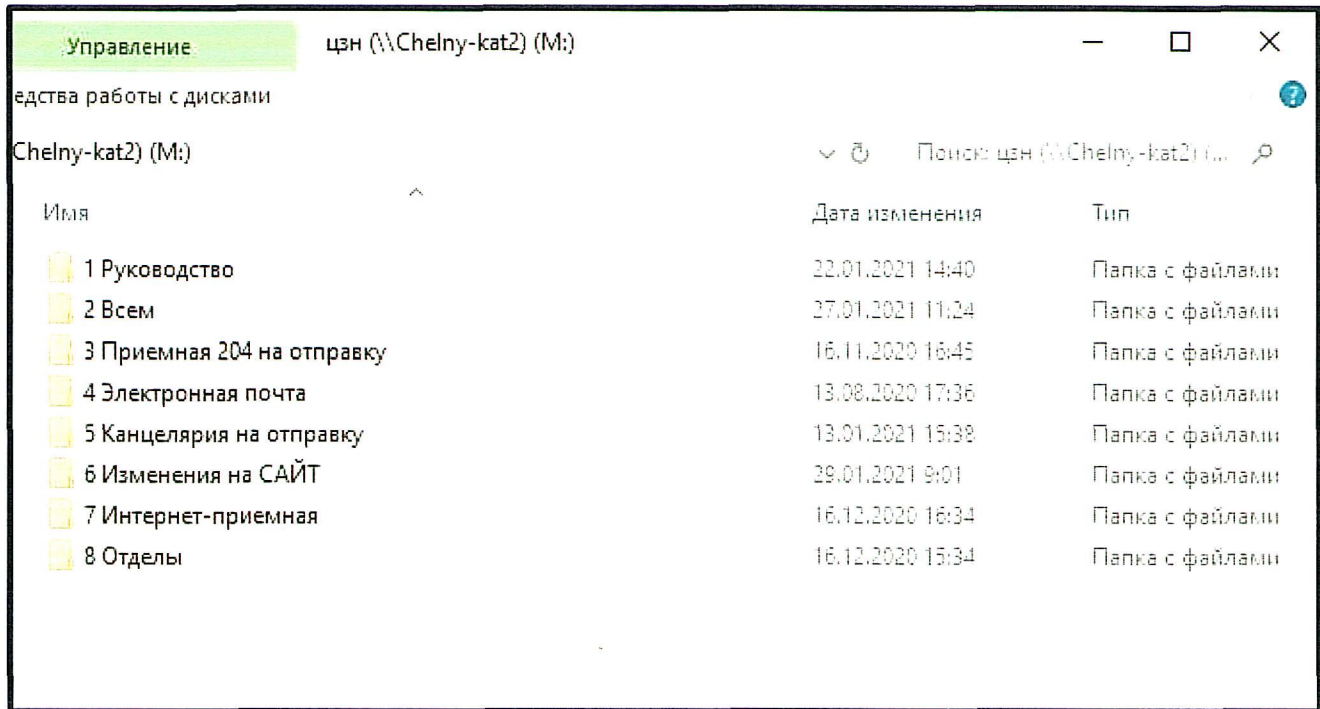 Управление цзн (\\Chelny-kat2) (M:)
едства работы с дисками
Chelny-kat2) (M:) Поиск: цзн (\\Chelny-kat2) (...
Имя Дата изменения Тип
1 Руководство 22.01.2021 14:40 Папка с файлами
2 Всем 27.01.2021 11:24 Папка с файлами
3 Приемная 204 на отправку 16.11.2020 16:45 Папка с файлами
4 Электронная почта 13.08.2020 17:36 Папка с файлами
5 Канцелярия на отправку 13.01.2021 15:38 Папка с файлами
6 Изменения на САЙТ 29.01.2021 9:01 Папка с файлами
7 Интернет-приемная 16.12.2020 16:34 Папка с файлами
8 Отделы 16.12.2020 15:34 Папка с файлами